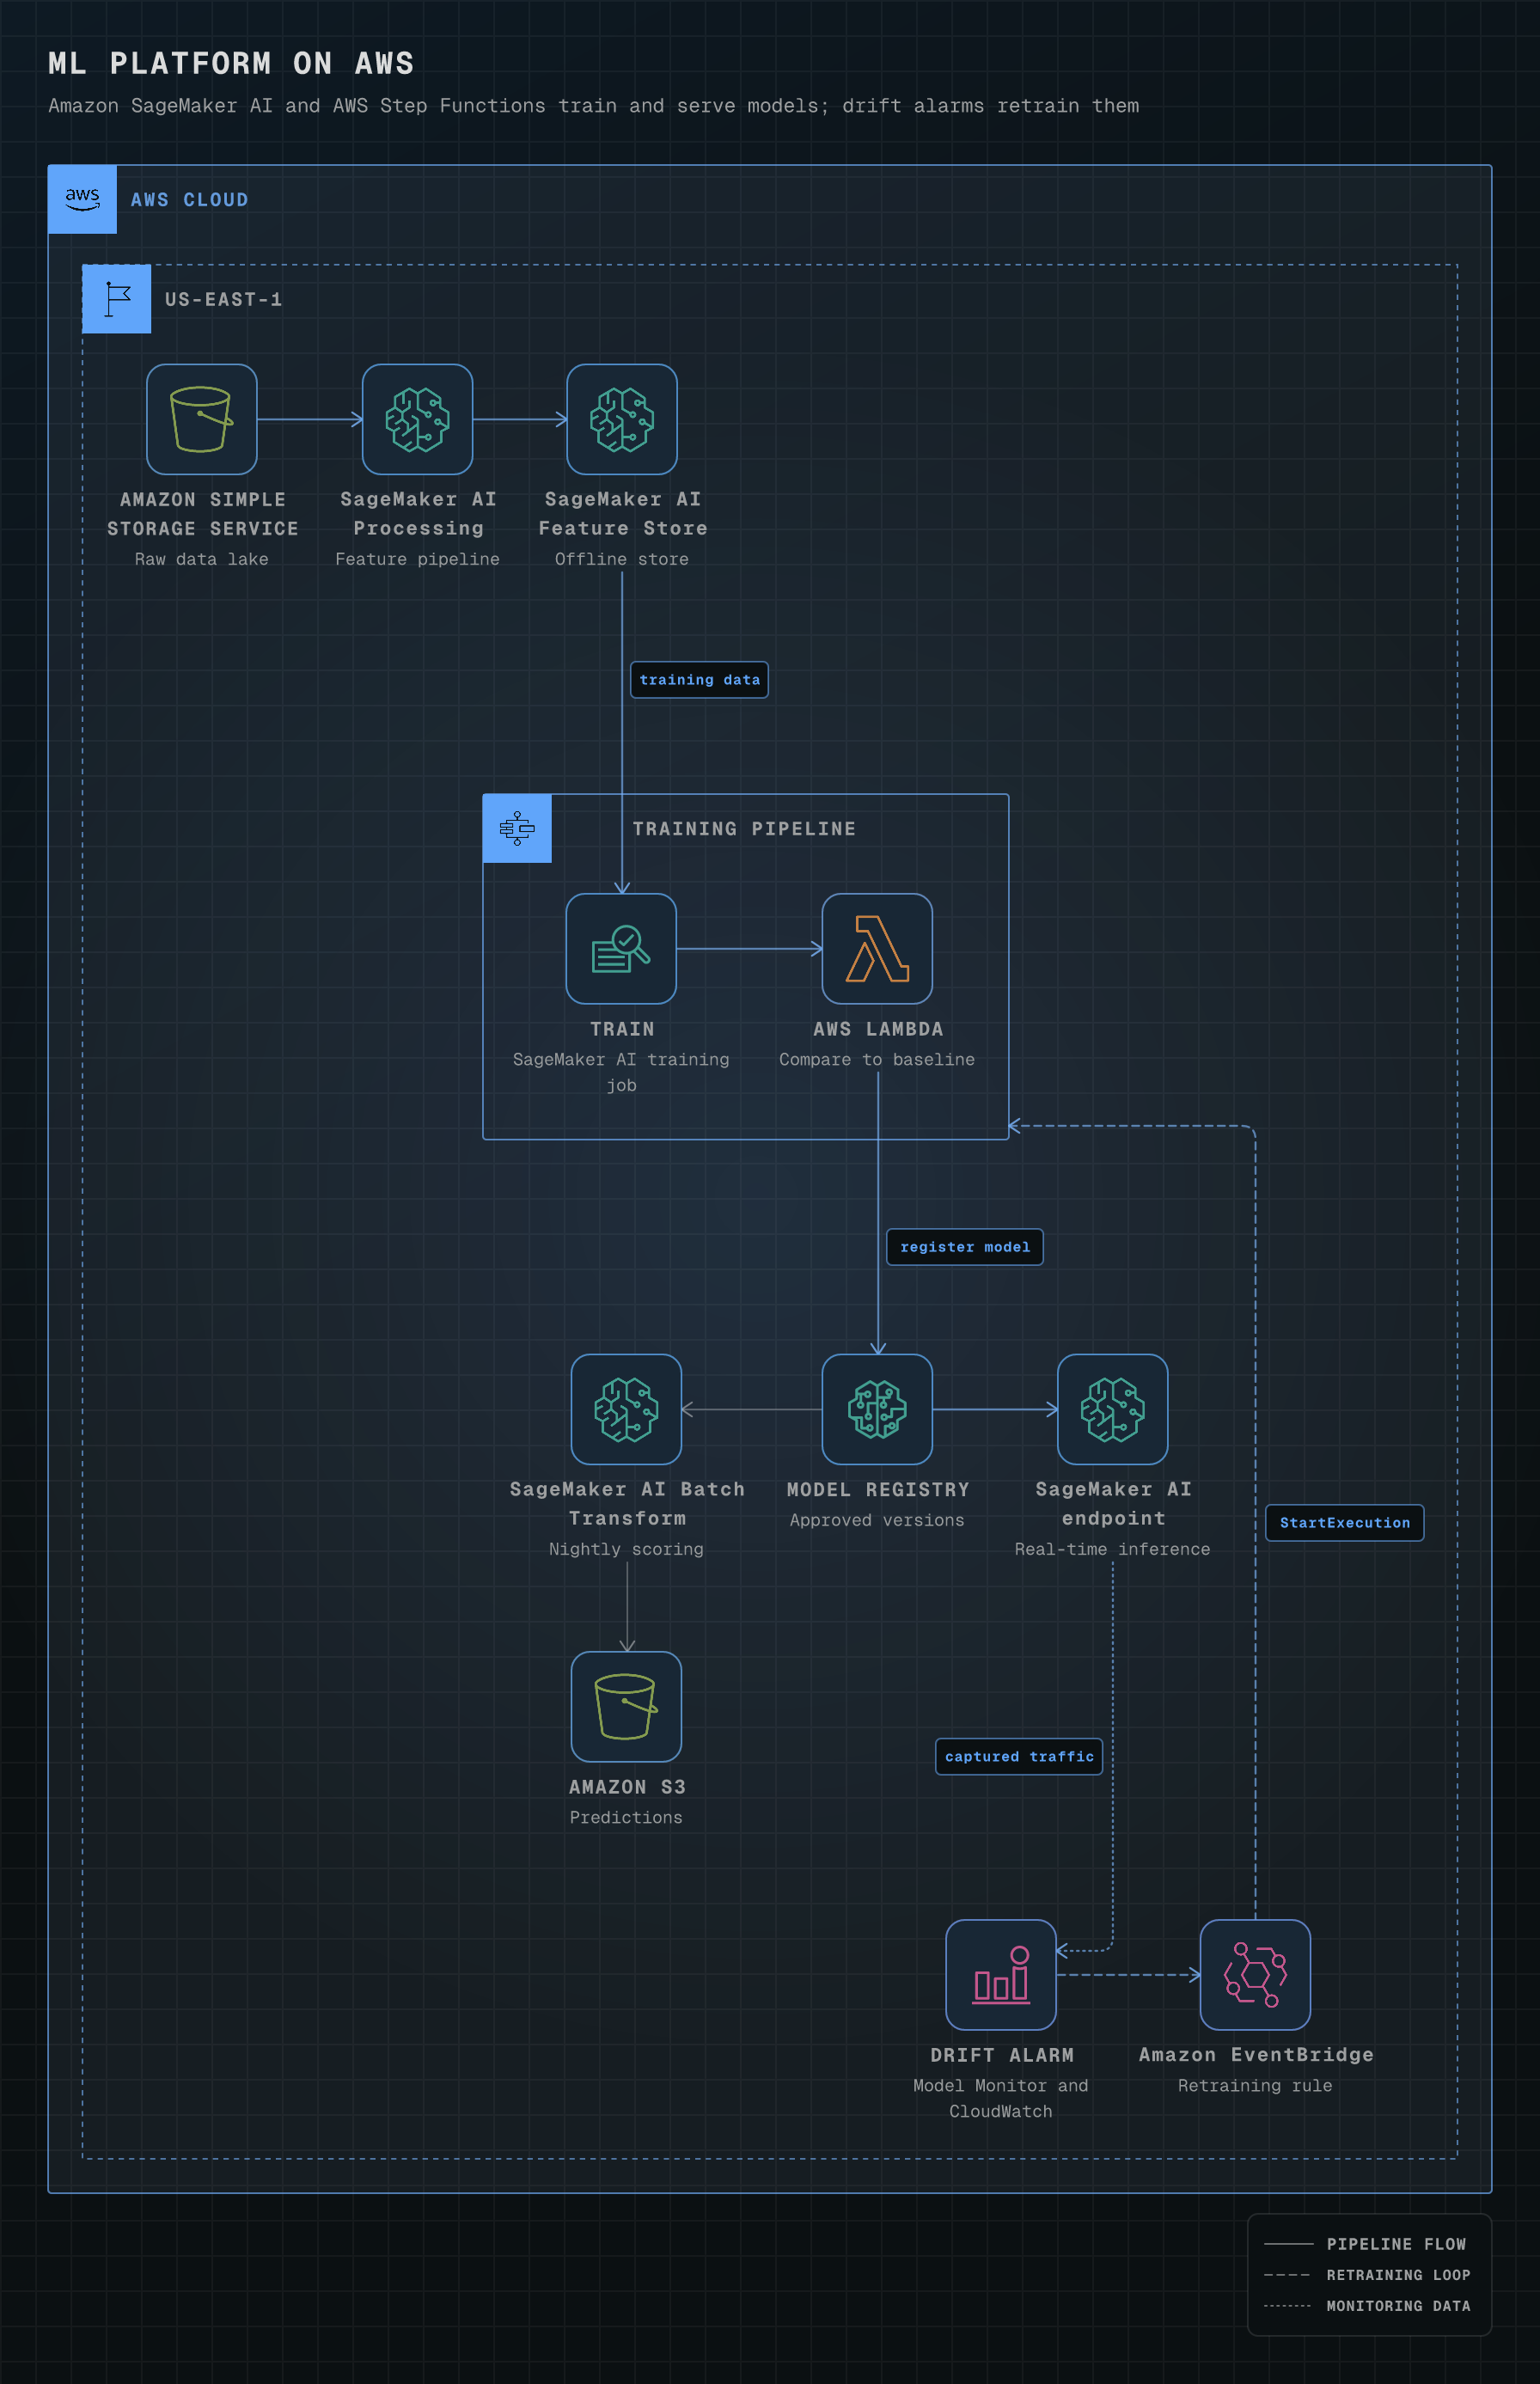 ML PLATFORM ON AWS
Amazon SageMaker AI and AWS Step Functions train and serve models; drift alarms retrain them
aws
AWS CLOUD
US-EAST-1
AMAZON SIMPLE
STORAGE SERVICE
Raw data lake
SageMaker AI
Processing
Feature pipeline
SageMaker AI
Feature Store
Offline store
training data
TRAINING PIPELINE
TRAIN
SageMaker AI training
job
AWS LAMBDA
Compare to baseline
register model
SageMaker AI Batch
Transform
Nightly scoring
MODEL REGISTRY
Approved versions
SageMaker AI
endpoint
Real-time inference
StartExecution
AMAZON S3
Predictions
captured traffic
DRIFT ALARM
Model Monitor and
CloudWatch
Amazon EventBridge
Retraining rule
PIPELINE FLOW
RETRAINING LOOP
MONITORING DATA